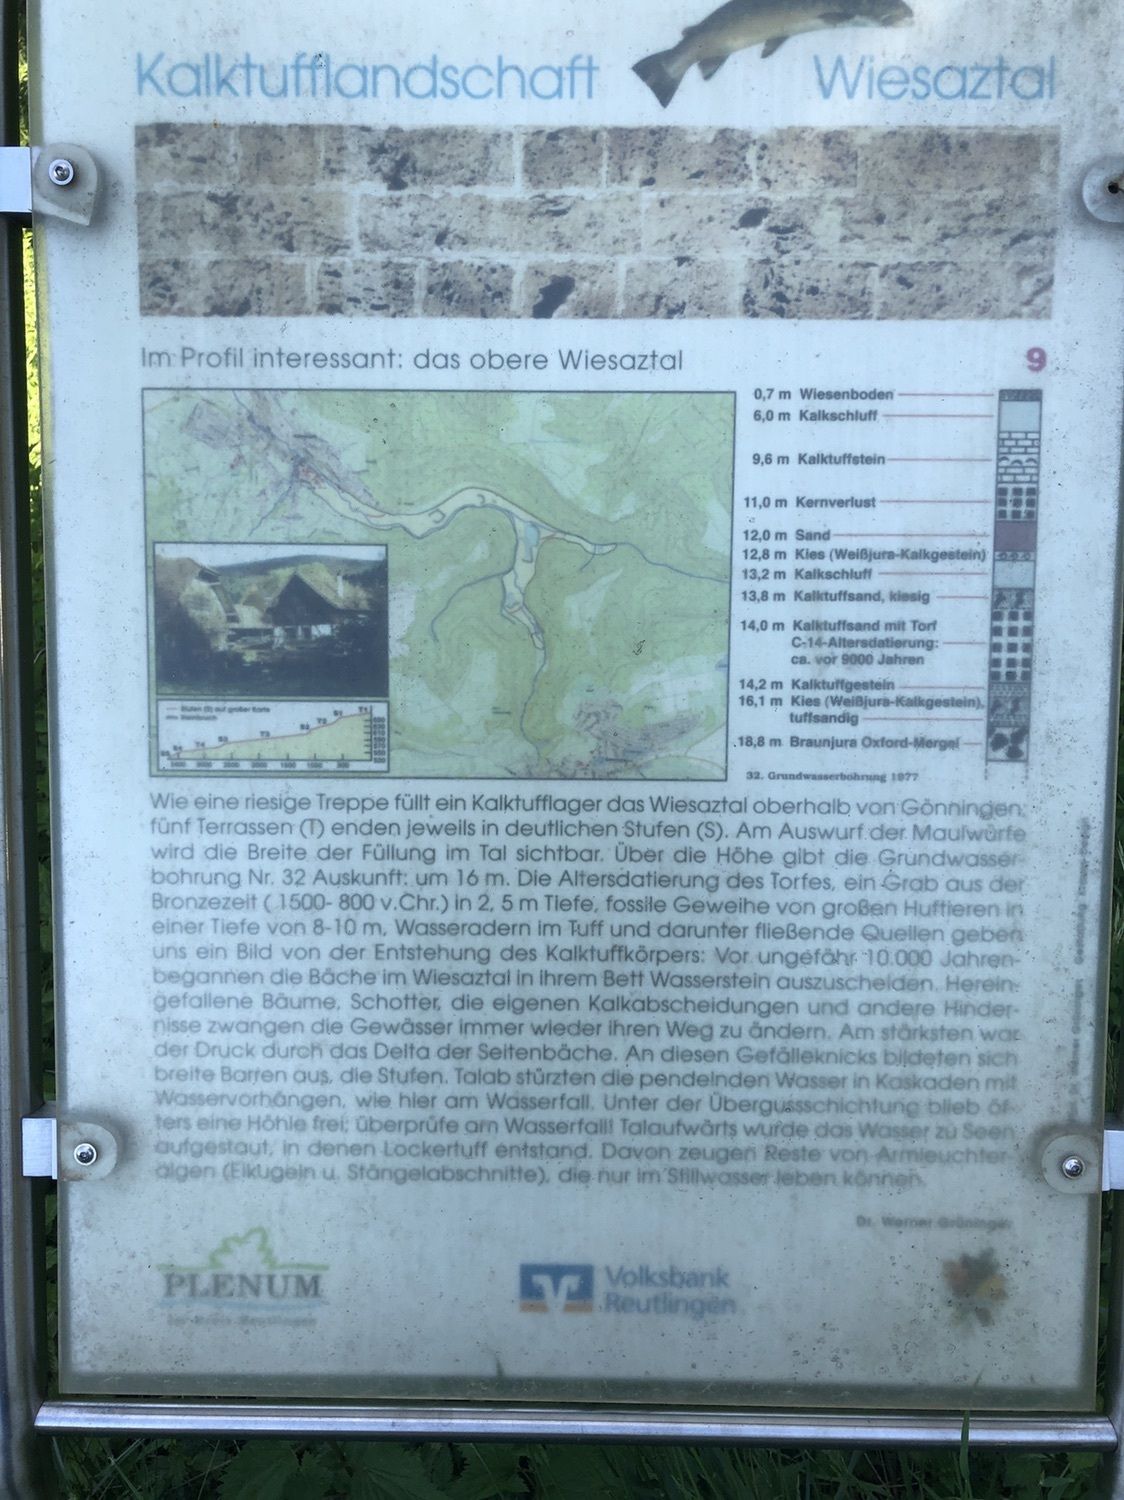 Kalktufflandschaft Wiesaztal
Im Profil interessant: das obere Wiesaztal
9
0,7 m Wiesenboden
6,0 m Kalkschluff
9,6 m Kalktuffstein
11,0 m Kernverlust
12,0 m Sand
12,8 m Kies (Weißjura-Kalkgestein)
13,2 m Kalkschluff
13,8 m Kalktuffsand, kiesig
14,0 m Kalktuffsand mit Torf
C-14-Altersdatierung:
ca. vor 9000 Jahren
14,2 m Kalktuffgestein
16,1 m Kies (Weißjura-Kalkgestein),
tuffsandig
18,8 m Braunjura Oxford-Mergel
32. Grundwasserbohrung 1977
Stufen (S) auf großer Karte
Steinbruch
Wie eine riesige Treppe füllt ein Kalktufflager das Wiesaztal oberhalb von Gönningen;
fünf Terrassen (T) enden jeweils in deutlichen Stufen (S). Am Auswurf der Maulwürfe
wird die Breite der Füllung im Tal sichtbar. Über die Höhe gibt die Grundwasser-
bohrung Nr. 32 Auskunft: um 16 m. Die Altersdatierung des Torfes, ein Grab aus der
Bronzezeit ( 1500- 800 v.Chr.) in 2, 5 m Tiefe, fossile Geweihe von großen Huftieren in
einer Tiefe von 8-10 m, Wasseradern im Tuff und darunter fließende Quellen geben
uns ein Bild von der Entstehung des Kalktuffkörpers: Vor ungefähr 10.000 Jahren
begannen die Bäche im Wiesaztal in ihrem Bett Wasserstein auszuscheiden. Herein-
gefallene Bäume, Schotter, die eigenen Kalkabscheidungen und andere Hinder-
nisse zwangen die Gewässer immer wieder ihren Weg zu ändern. Am stärksten war
der Druck durch das Delta der Seitenbäche. An diesen Gefälleknicks bildeten sich
breite Barren aus, die Stufen. Talab stürzten die pendelnden Wasser in Kaskaden mit
Wasservorhängen, wie hier am Wasserfall. Unter der Übergussschichtung blieb öf-
ters eine Höhle frei; überprüfe am Wasserfall! Talaufwärts wurde das Wasser zu Seen
aufgestaut, in denen Lockertuff entstand. Davon zeugen Reste von Armleuchter-
algen (Eikugeln u. Stängelabschnitte), die nur im Stillwasser leben können.
Dr. Werner Grüninger
PLENUM
Volksbank
Reutlingen